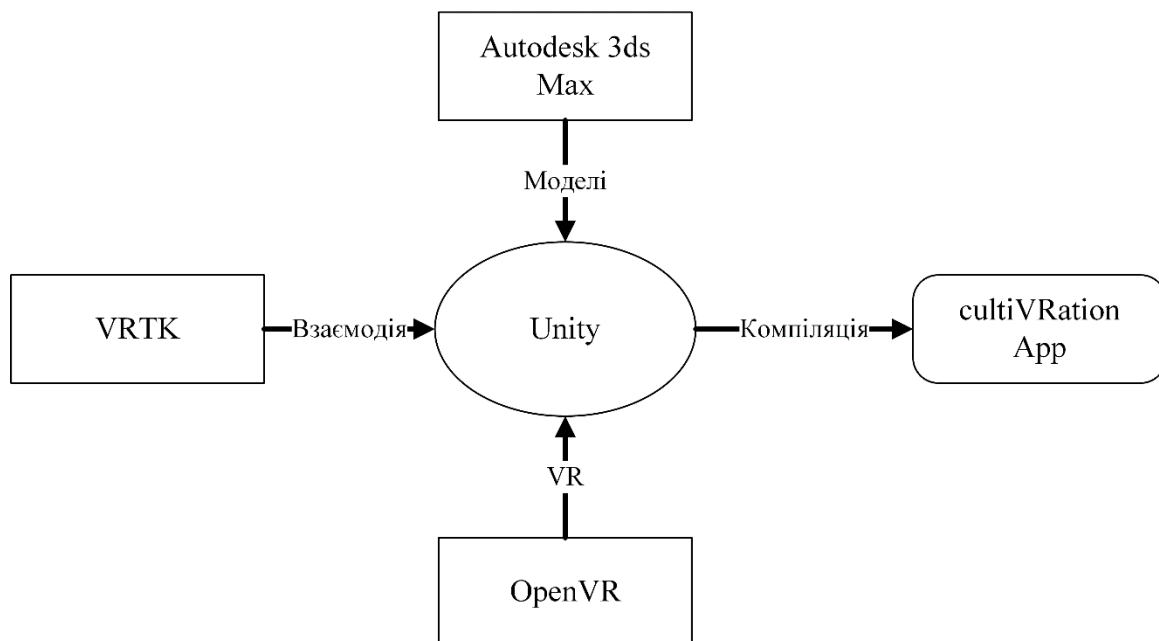 Autodesk 3ds
Max
Моделі
VRTK
Взаємодія
Unity
Компіляція
cultiVRation
App
VR
OpenVR